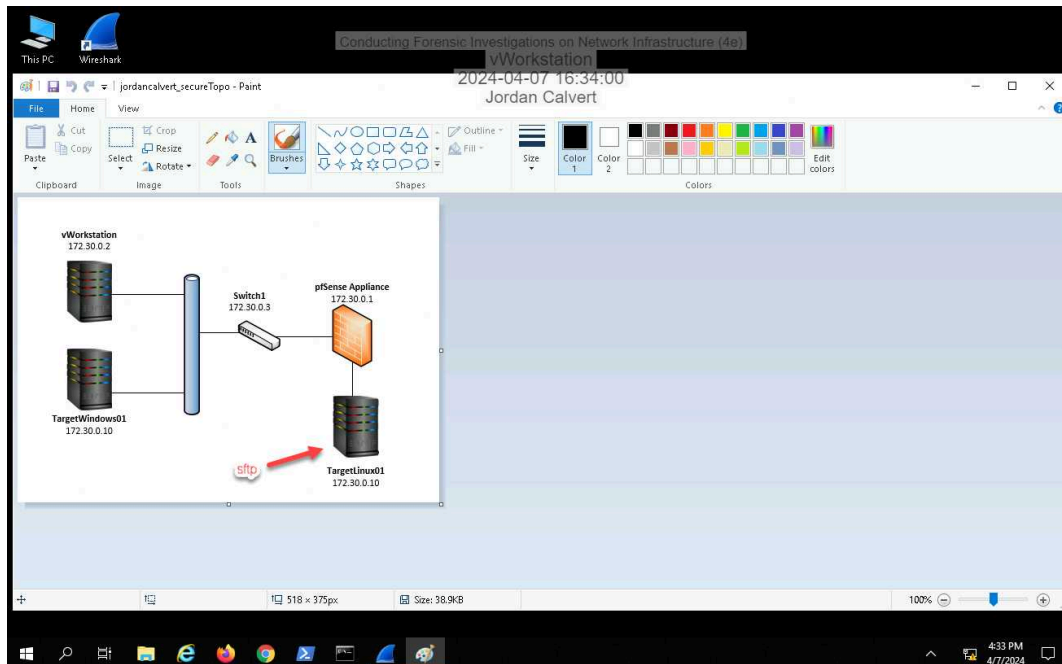 This PC
Wireshark
Conducting Forensic Investigations on Network Infrastructure (4e)
vWorkstation
2024-04-07 16:34:00
Jordan Calvert
jordancalvert_secureTopo - Paint
File
Home
View
Paste
Cut
Copy
Clipboard
Select
Crop
Resize
Rotate
Image
A
Tools
Brushes
Outline
Fill
Shapes
Size
Color
1
Color
2
Edit
colors
Colors
vWorkstation
172.30.0.2
Switch1
172.30.0.3
pfSense Appliance
172.30.0.1
TargetWindows01
172.30.0.10
sftp
TargetLinux01
172.30.0.10
518 × 375px
Size: 38.9KB
100%
4:33 PM
4/7/2024